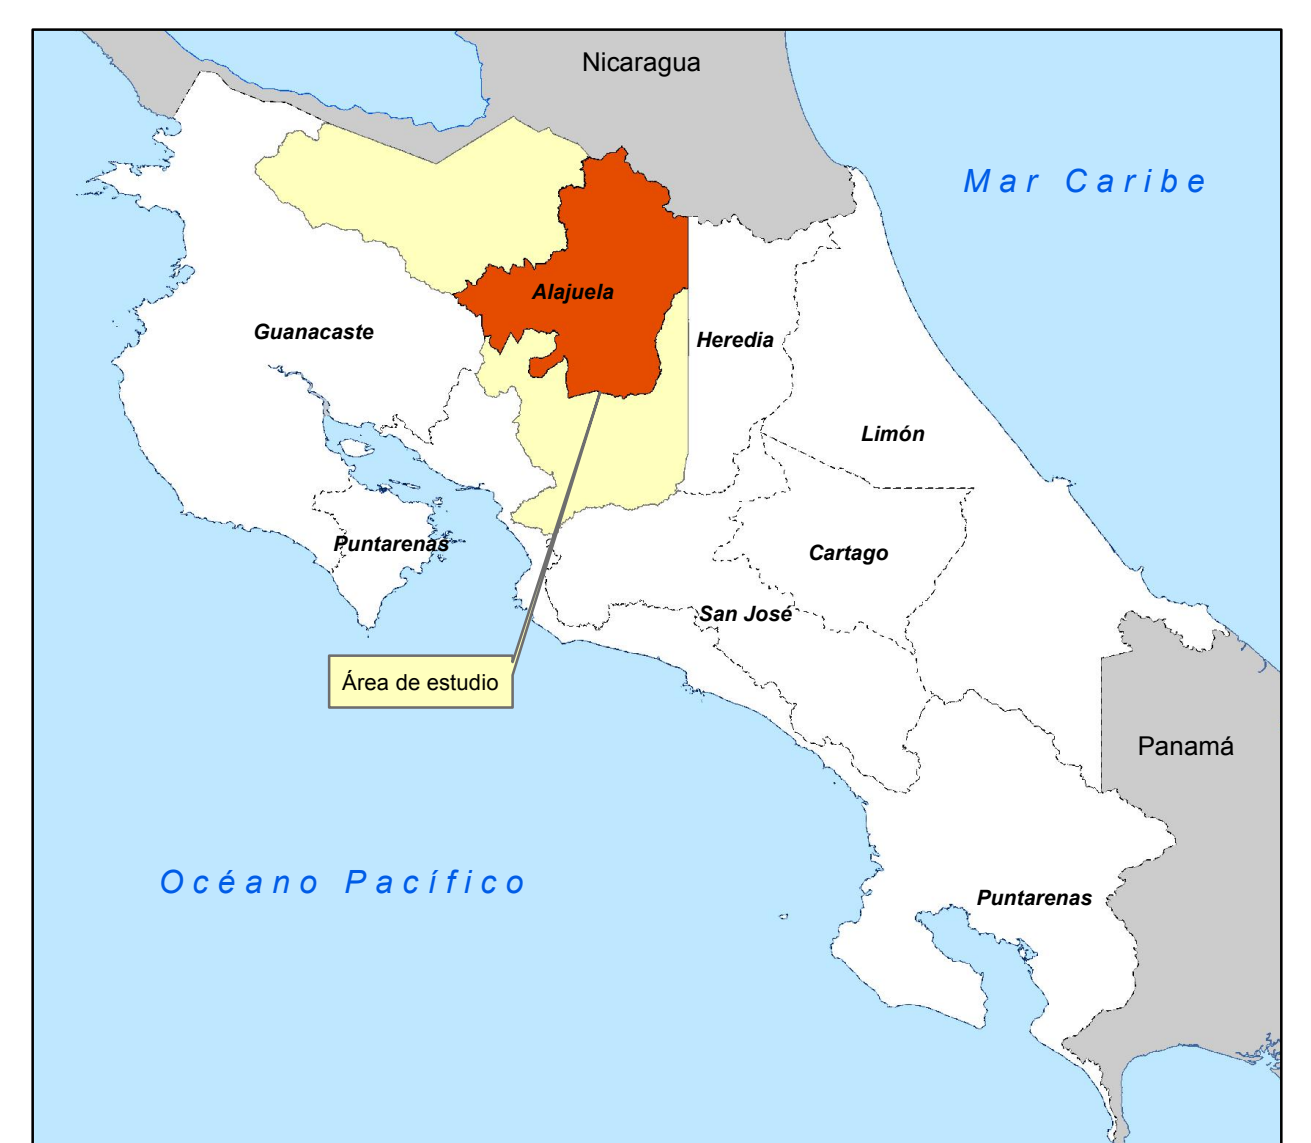 Nicaragua
Mar Caribe
Alajuela
Guanacaste
Heredia
Limón
Puntarenas
Cartago
San José
Área de estudio
Panamá
Océano Pacífico
Puntarenas